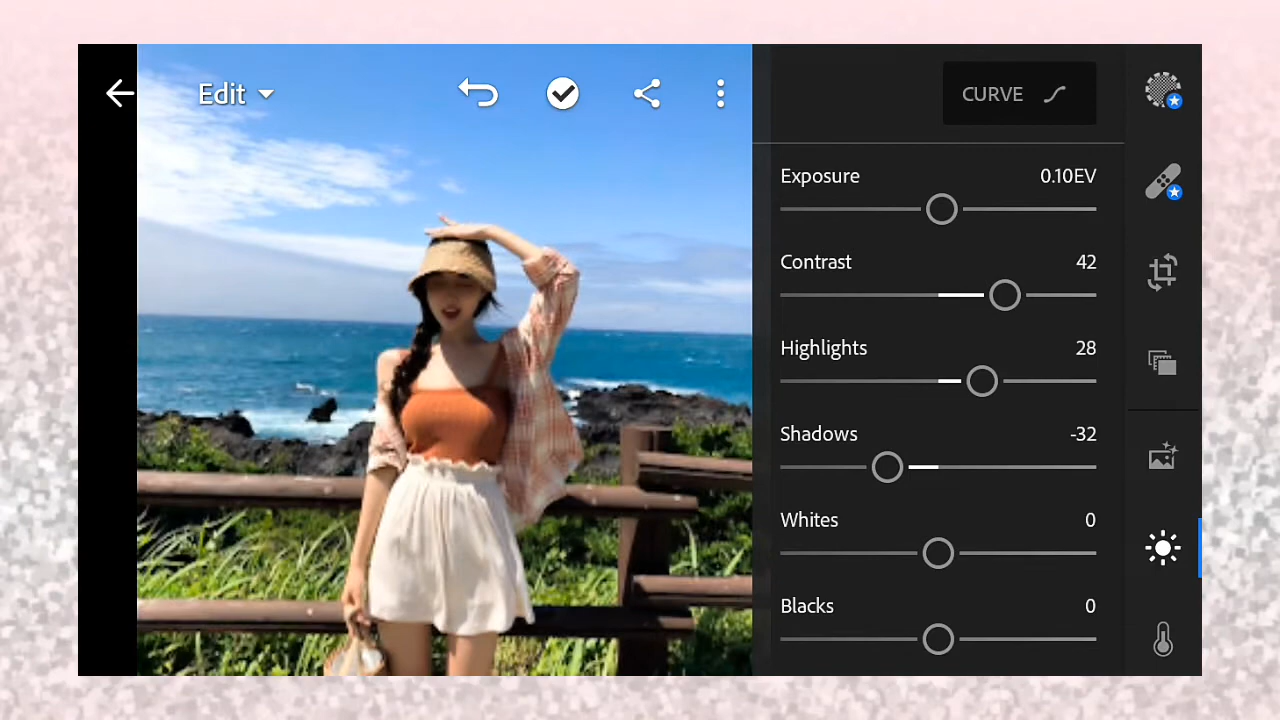 Edit
CURVE
Exposure 0.10EV
Contrast 42
Highlights 28
Shadows -32
Whites 0
Blacks 0